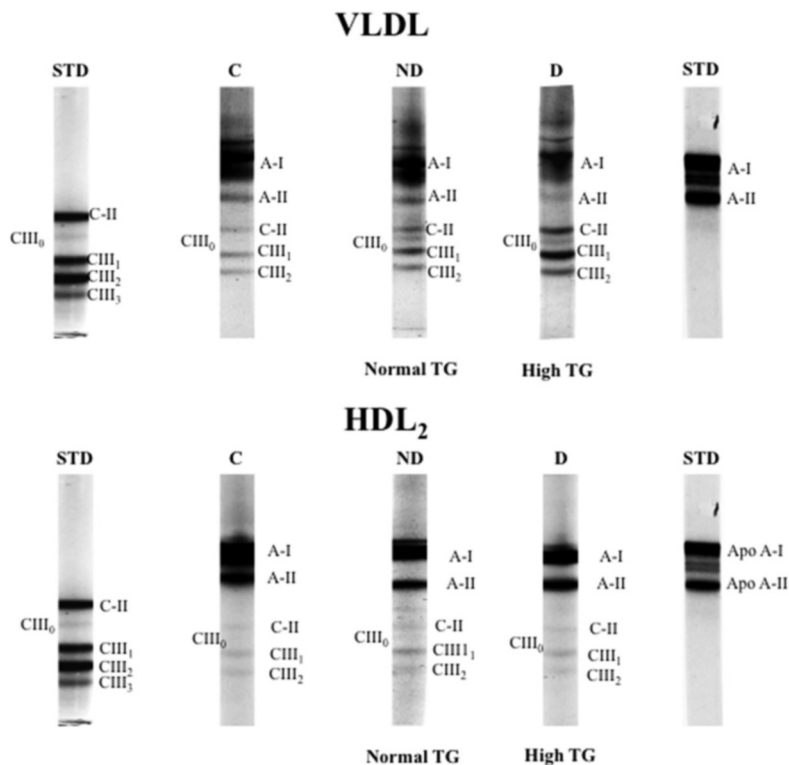 VLDL
STD C ND D STD
C-II
CIII₀
CIII₁
CIII₂
CIII₃
A-I
A-II
C-II
CIII₀
CIII₁
CIII₂
A-I
A-II
C-II
CIII₀
CIII₁
CIII₂
A-I
A-II
C-II
CIII₀
CIII₁
CIII₂
A-I
A-II
Normal TG High TG
HDL₂
STD C ND D STD
C-II
CIII₀
CIII₁
CIII₂
CIII₃
A-I
A-II
C-II
CIII₀
CIII₁
CIII₂
A-I
A-II
C-II
CIII₀
CIII1₁
CIII₂
A-I
A-II
C-II
CIII₀
CIII₁
CIII₂
Apo A-I
Apo A-II
Normal TG High TG